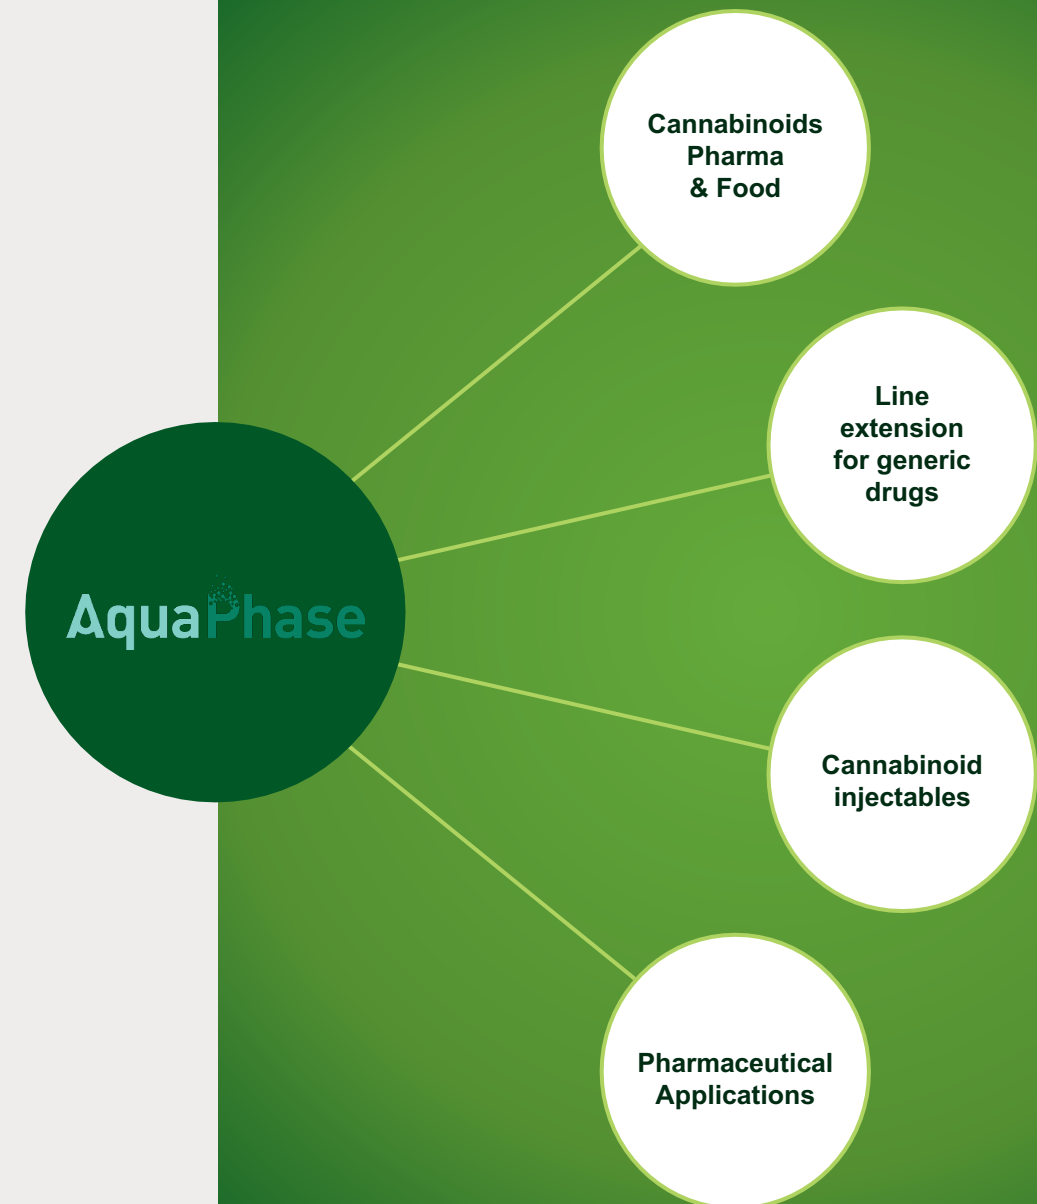 Cannabinoids
Pharma
& Food
Line
extension
for generic
drugs
AquaPhase
Cannabinoid
injectables
Pharmaceutical
Applications